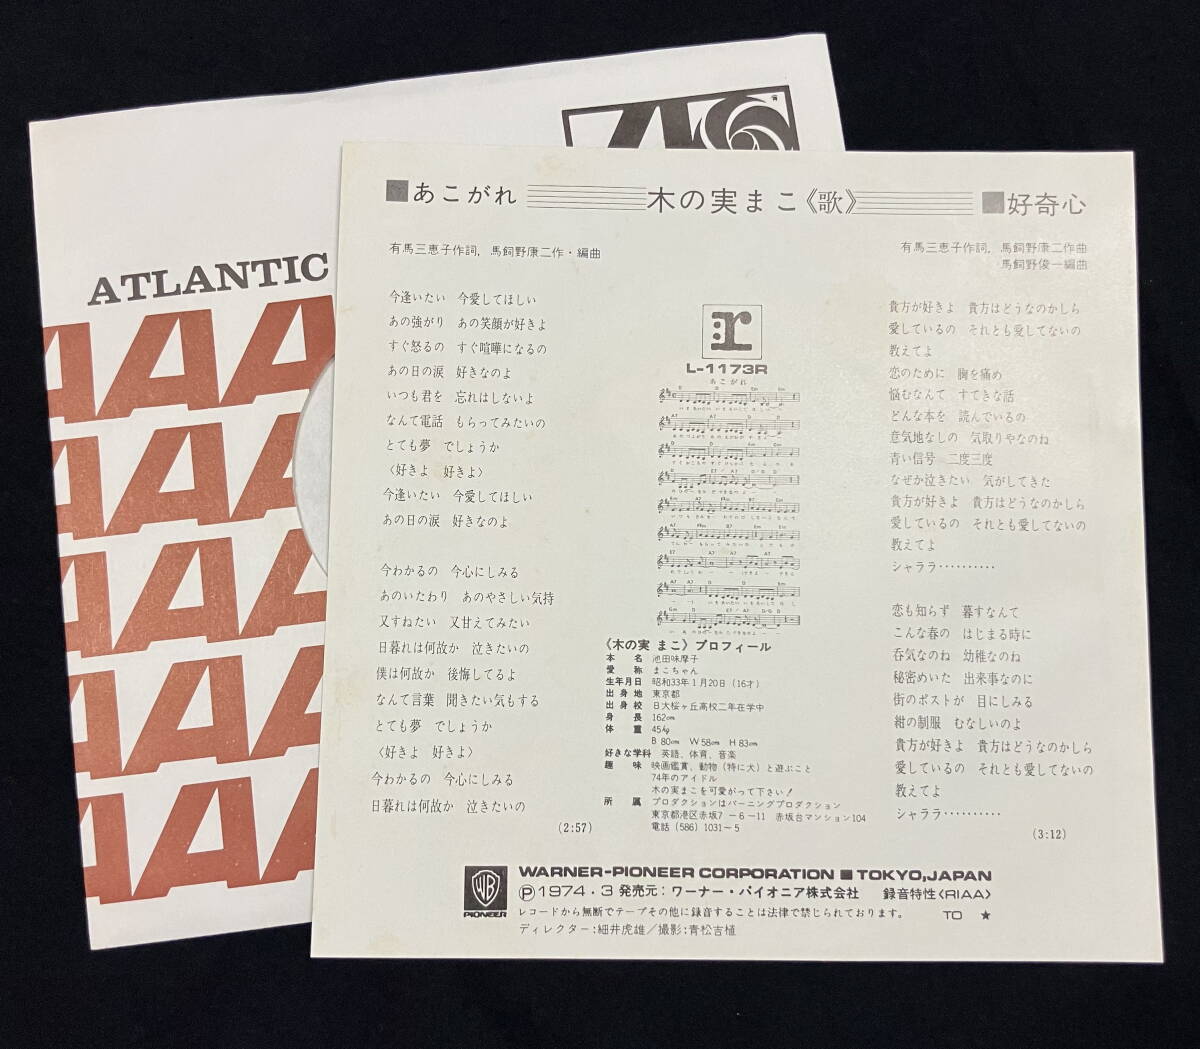 ATLANTIC
■あこがれ
木の実まこ《歌》
■好奇心
有馬三恵子作詞，馬飼野康二作・編曲
今逢いたい　今愛してほしい
あの強がり　あの笑顔が好きよ
すぐ怒るの　すぐ喧嘩になるの
あの日の涙　好きなのよ
いつも君を　忘れはしないよ
なんて電話　もらってみたいの
とても夢　でしょうか
〈好きよ　好きよ〉
今逢いたい　今愛してほしい
あの日の涙　好きなのよ
今わかるの　今心にしみる
あのいたわり　あのやさしい気持
又すねたい　又甘えてみたい
日暮れは何故か　泣きたいの
僕は何故か　後悔してるよ
なんて言葉　聞きたい気もする
とても夢　でしょうか
〈好きよ　好きよ〉
今わかるの　今心にしみる
日暮れは何故か　泣きたいの
(2:57)
r
L-1173R
あこがれ
〈木の実 まこ〉プロフィール
本名　池田味摩子
愛称　まこちゃん
生年月日　昭和33年1月20日(16才)
出身地　東京都
出身校　日大桜ヶ丘高校二年在学中
身長　162㎝
体重　45㎏
B 80㎝　W 58㎝　H 83㎝
好きな学科　英語、体育、音楽
趣味　映画鑑賞、動物（特に犬）と遊ぶこと
74年のアイドル
木の実まこを可愛がって下さい！
所属　プロダクションはバーニングプロダクション
東京都港区赤坂7－6－11　赤坂台マンション104
電話（586）1031～5
有馬三恵子作詞，馬飼野康二作曲
馬飼野俊一編曲
貴方が好きよ　貴方はどうなのかしら
愛しているの　それとも愛してないの
教えてよ
恋のために　胸を痛め
悩むなんて　すてきな話
どんな本を　読んでいるの
意気地なしの　気取りやなのね
青い信号　二度三度
なぜか泣きたい　気がしてきた
貴方が好きよ　貴方はどうなのかしら
愛しているの　それとも愛してないの
教えてよ
シャララ‥‥‥‥‥
恋も知らず　暮すなんて
こんな春の　はじまる時に
呑気なのね　幼稚なのね
秘密めいた　出来事なのに
街のポストが　目にしみる
紺の制服　むなしいのよ
貴方が好きよ　貴方はどうなのかしら
愛しているの　それとも愛してないの
教えてよ
シャララ‥‥‥‥‥
(3:12)
WB
PIONEER
WARNER-PIONEER CORPORATION ■ TOKYO, JAPAN
Ⓟ1974・3 発売元：ワーナー・パイオニア株式会社　録音特性〈RIAA〉
レコードから無断でテープその他に録音することは法律で禁じられております。　TO　★
ディレクター：細井虎雄／撮影：青松吉植